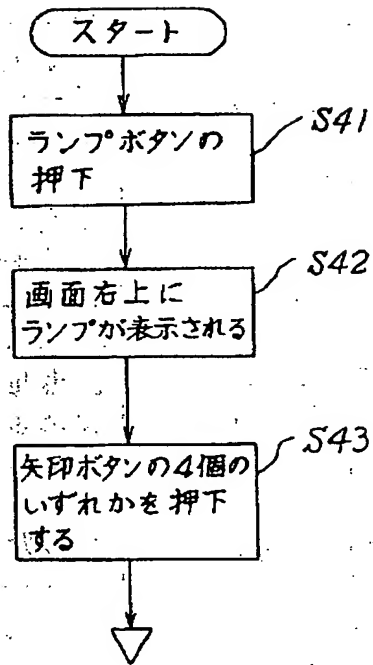 スタート
ランプボタンの
押下
S41
画面右上に
ランプが表示される
S42
矢印ボタンの4個の
いずれかを押下
する
S43